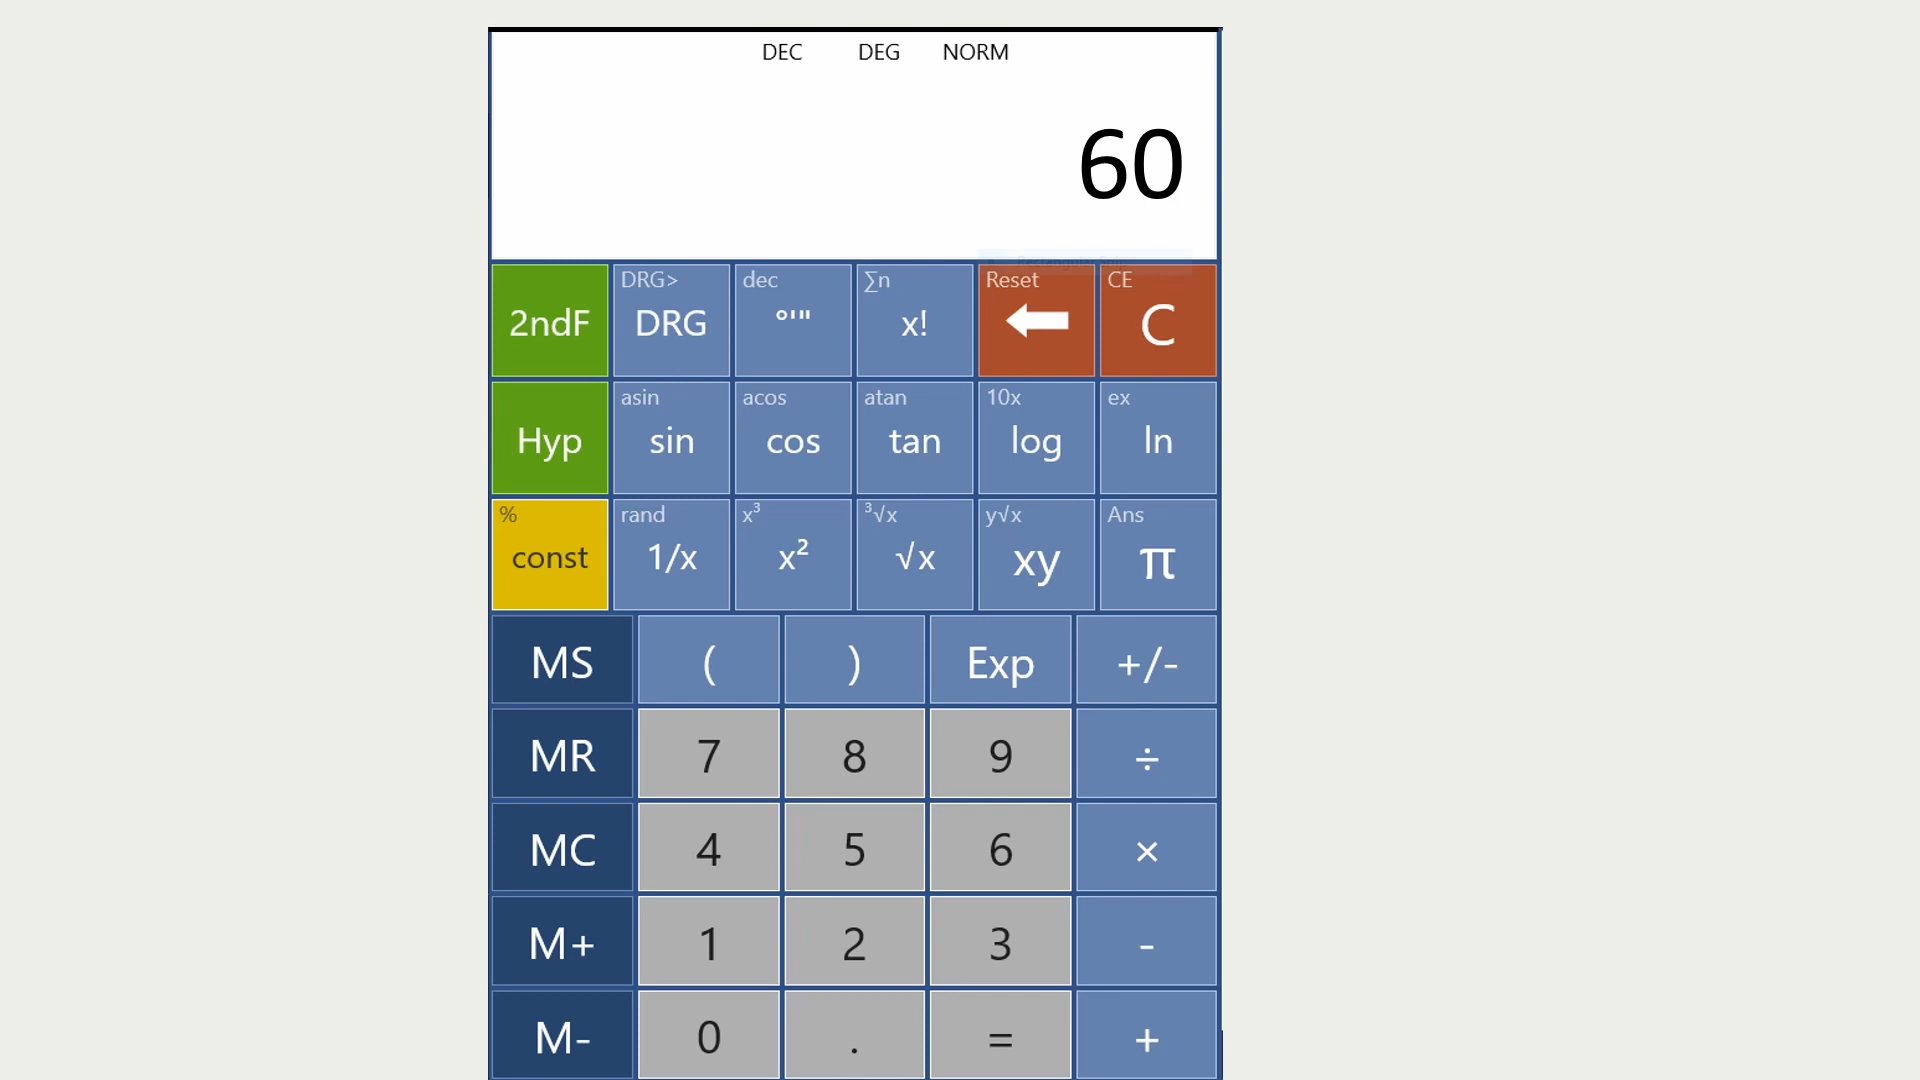 DEC DEG NORM
60
DRG> dec ∑n Reset CE
2ndF DRG °'" x! C
asin acos atan 10x ex
Hyp sin cos tan log ln
% rand x³ ³√x y√x Ans
const 1/x x² √x xy π
MS ( ) Exp +/-
MR 7 8 9 ÷
MC 4 5 6 ×
M+ 1 2 3 -
M- 0 . = +